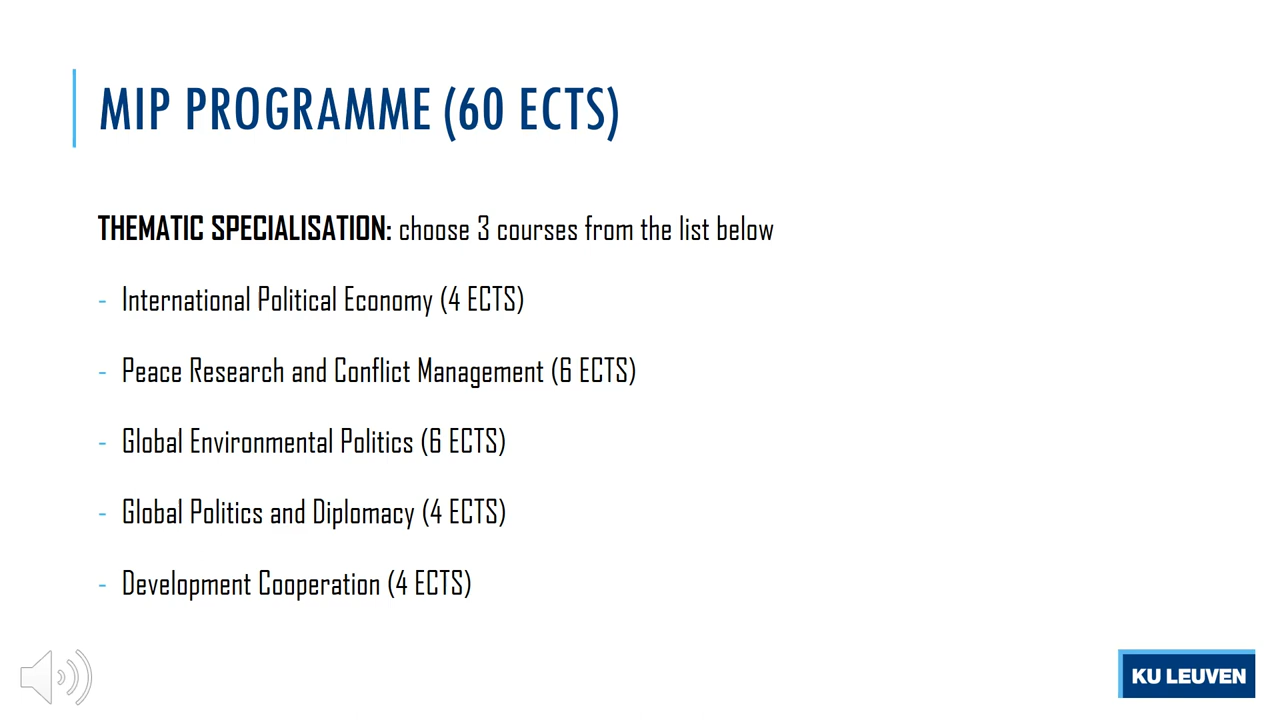 MIP PROGRAMME (60 ECTS)
THEMATIC SPECIALISATION: choose 3 courses from the list below
- International Political Economy (4 ECTS)
- Peace Research and Conflict Management (6 ECTS)
- Global Environmental Politics (6 ECTS)
- Global Politics and Diplomacy (4 ECTS)
- Development Cooperation (4 ECTS)
KU LEUVEN